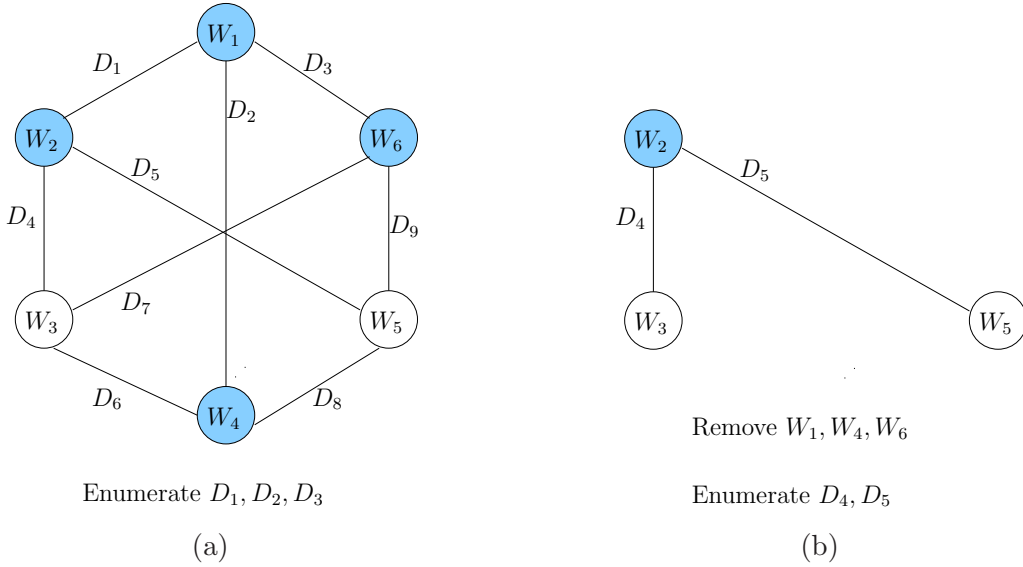 W₁
D₁
D₃
D₂
W₂
W₆
D₅
D₄
D₉
D₇
W₃
W₅
D₆
D₈
W₄
Enumerate D₁, D₂, D₃
(a)
W₂
D₅
D₄
W₃
W₅
Remove W₁, W₄, W₆
Enumerate D₄, D₅
(b)